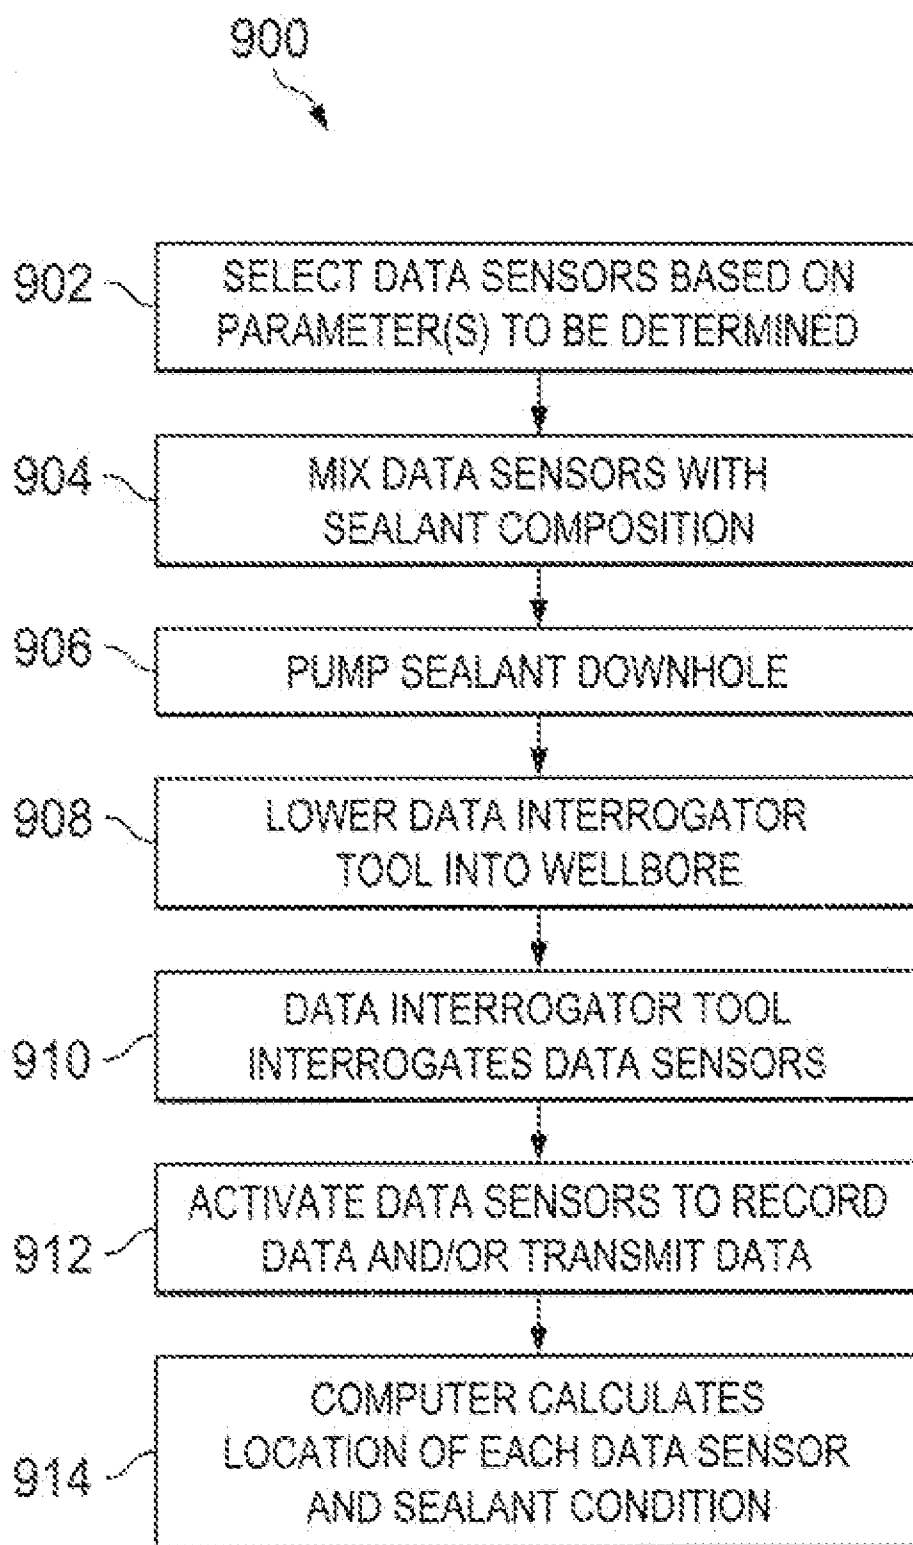 900
902
SELECT DATA SENSORS BASED ON
PARAMETER(S) TO BE DETERMINED
904
MIX DATA SENSORS WITH
SEALANT COMPOSITION
906
PUMP SEALANT DOWNHOLE
908
LOWER DATA INTERROGATOR
TOOL INTO WELLBORE
910
DATA INTERROGATOR TOOL
INTERROGATES DATA SENSORS
912
ACTIVATE DATA SENSORS TO RECORD
DATA AND/OR TRANSMIT DATA
914
COMPUTER CALCULATES
LOCATION OF EACH DATA SENSOR
AND SEALANT CONDITION